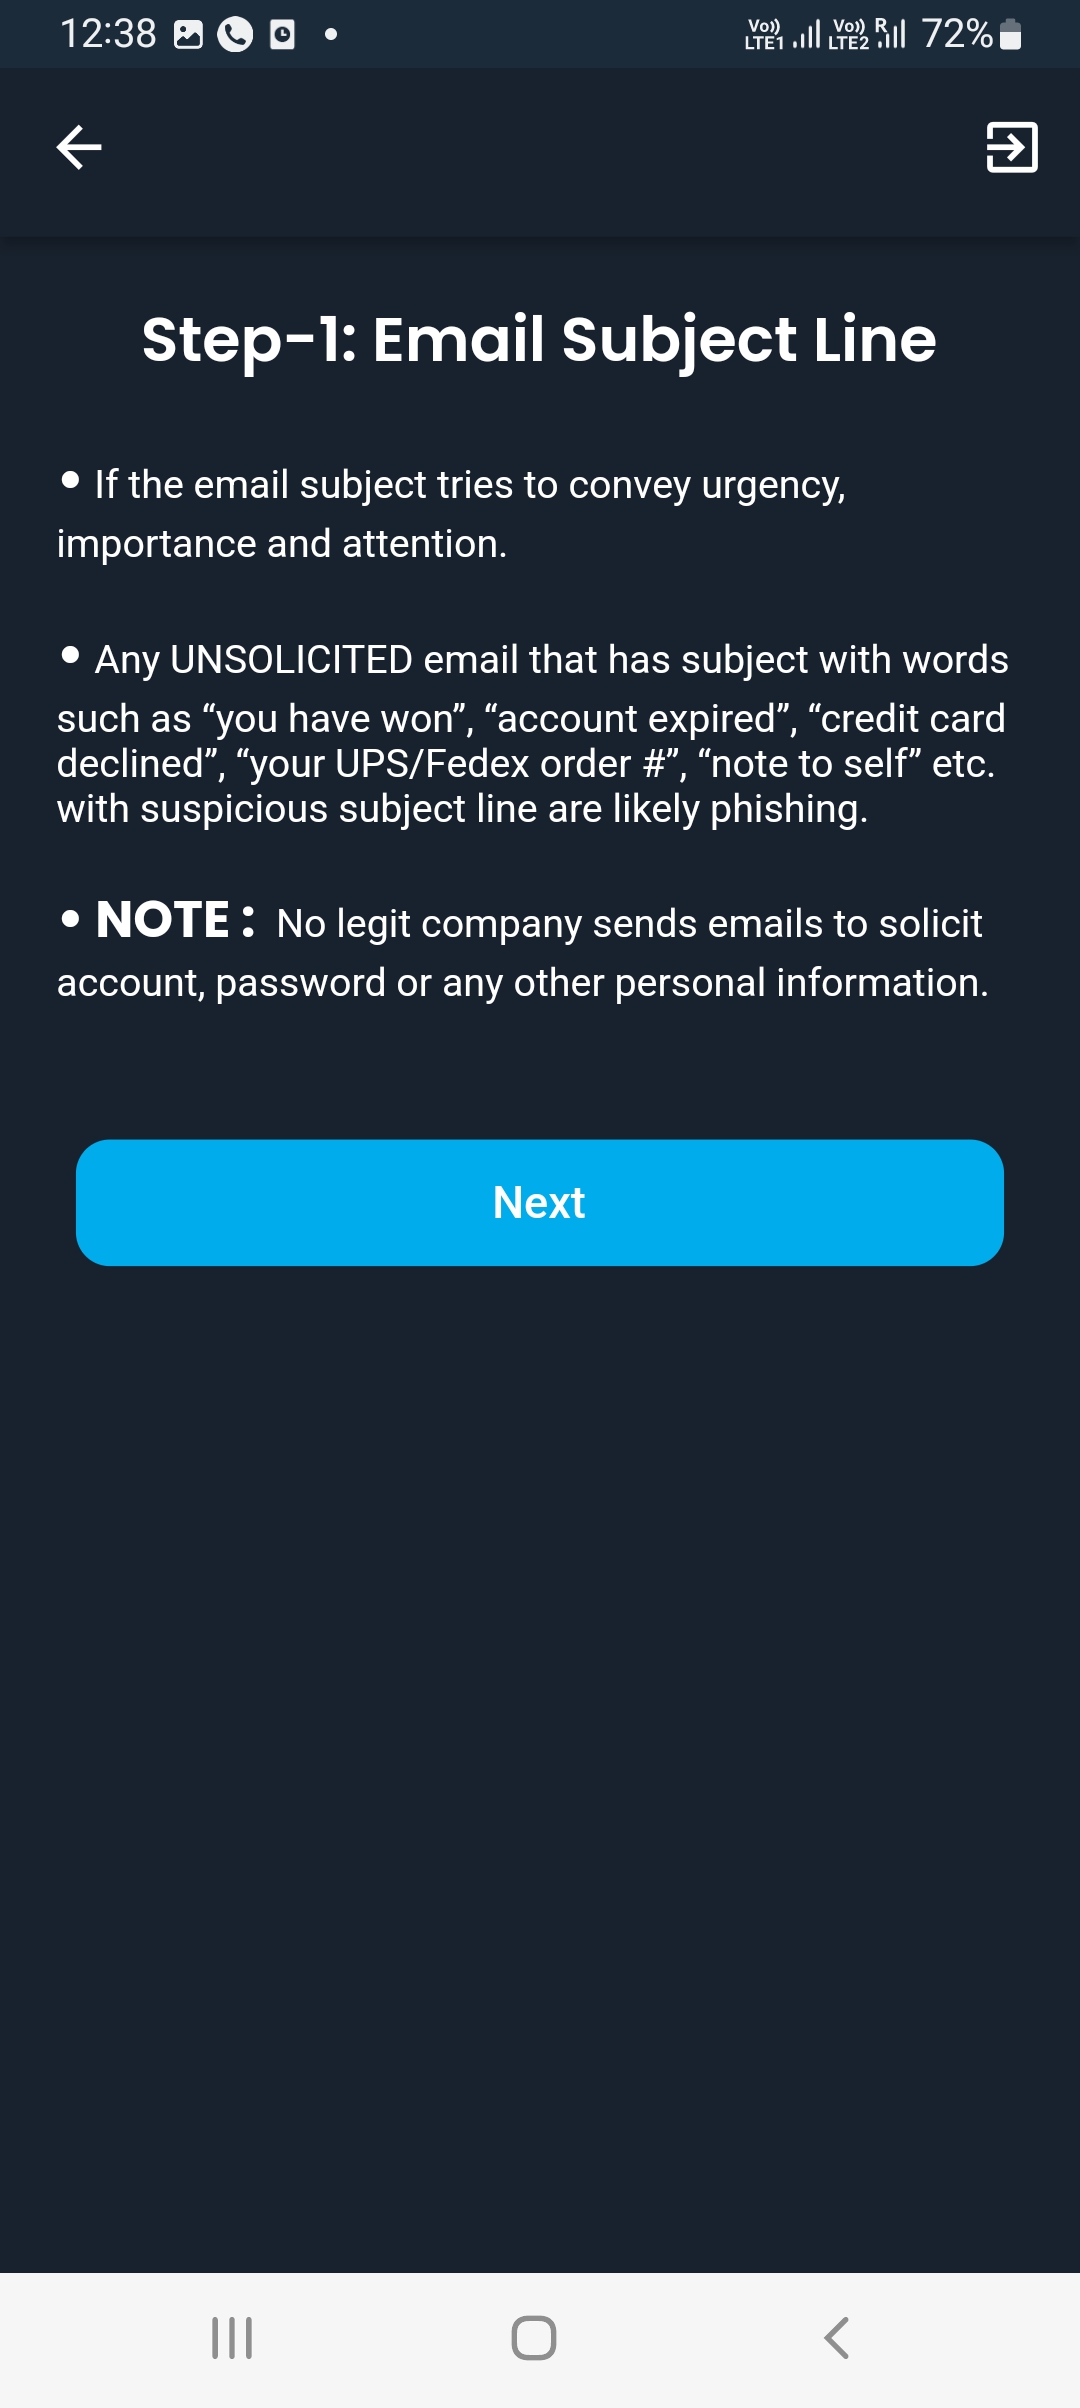 12:38
Vo)) LTE1 Vo)) LTE2 R 72%
Step-1: Email Subject Line
• If the email subject tries to convey urgency,
importance and attention.
• Any UNSOLICITED email that has subject with words
such as “you have won”, “account expired”, “credit card
declined”, “your UPS/Fedex order #”, “note to self” etc.
with suspicious subject line are likely phishing.
• NOTE : No legit company sends emails to solicit
account, password or any other personal information.
Next